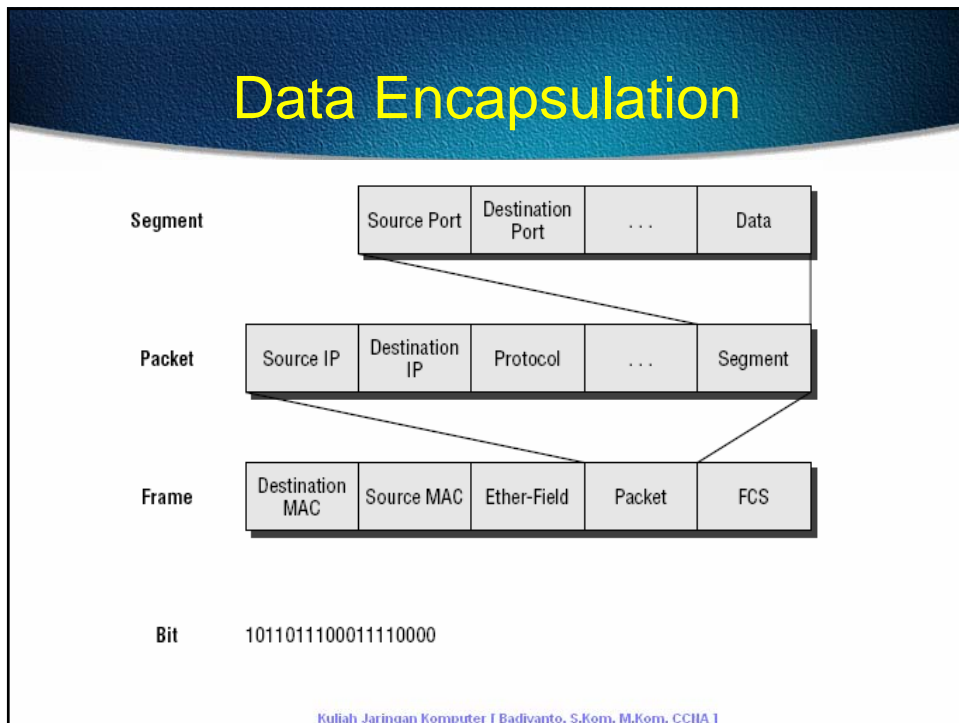 Data Encapsulation
Segment
Source Port
Destination
Port
. . .
Data
Packet
Source IP
Destination
IP
Protocol
. . .
Segment
Frame
Destination
MAC
Source MAC
Ether-Field
Packet
FCS
Bit
1011011100011110000
Kuliah Jaringan Komputer [ Badiyanto, S.Kom, M.Kom, CCNA ]